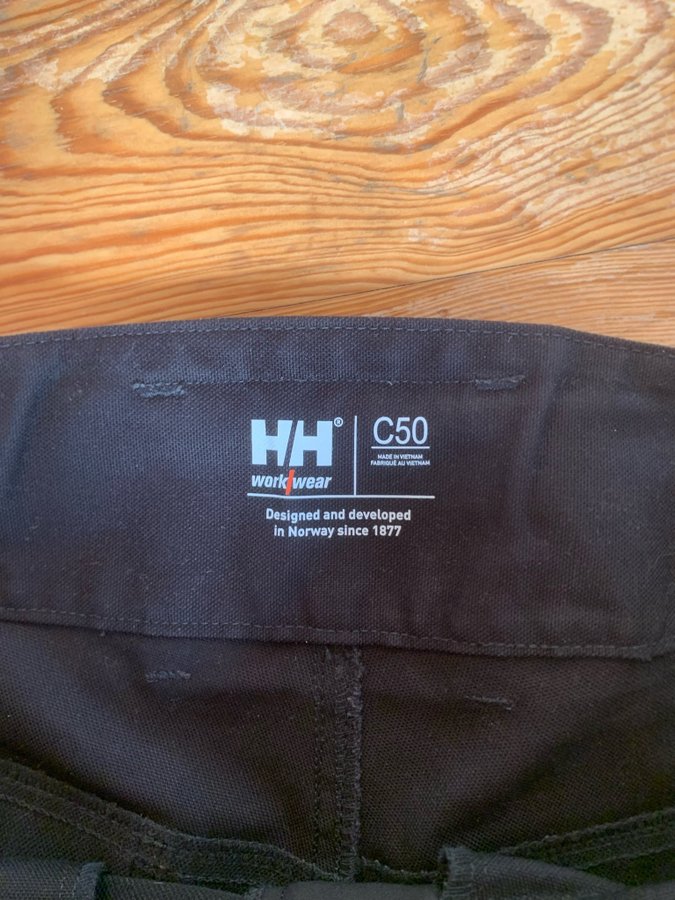 HH®
work/wear
C50
MADE IN VIETNAM
FABRIQUÉ AU VIETNAM
Designed and developed
in Norway since 1877